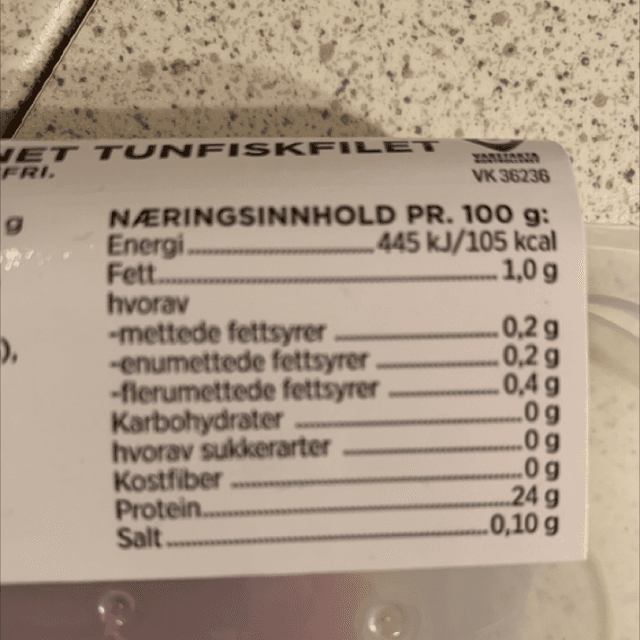 NET TUNFISKFILET
FRI.
VK 36236
g
NÆRINGSINNHOLD PR. 100 g:
Energi 445 kJ/105 kcal
Fett 1,0 g
hvorav
-mettede fettsyrer 0,2 g
-enumettede fettsyrer 0,2 g
),
-flerumettede fettsyrer 0,4 g
Karbohydrater 0 g
hvorav sukkerarter 0 g
Kostfiber 0 g
Protein 24 g
Salt 0,10 g